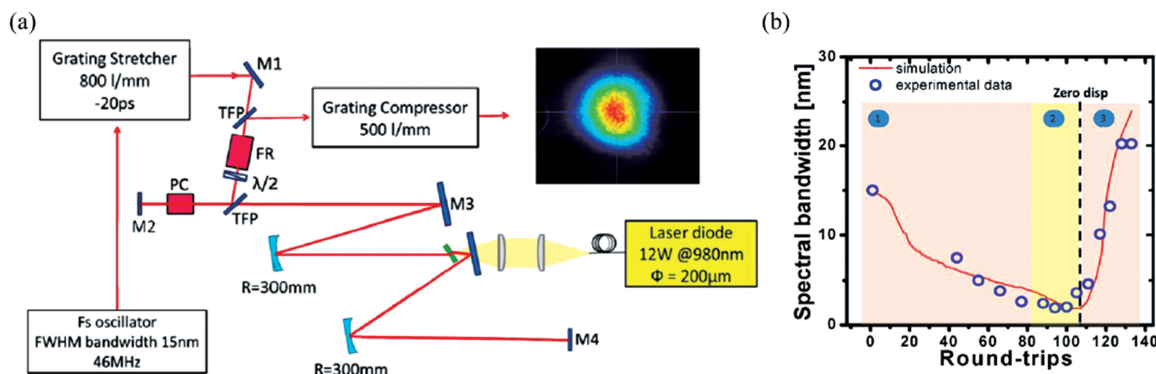 (a)
Grating Stretcher
800 l/mm
-20ps
M1
TFP
Grating Compressor
500 l/mm
FR
λ/2
PC
M2
TFP
M3
R=300mm
Laser diode
12W @980nm
Φ = 200μm
M4
R=300mm
Fs oscillator
FWHM bandwidth 15nm
46MHz
(b)
Spectral bandwidth [nm]
30
20
10
0
simulation
experimental data
Zero disp
1
2
3
0 20 40 60 80 100 120 140
Round-trips